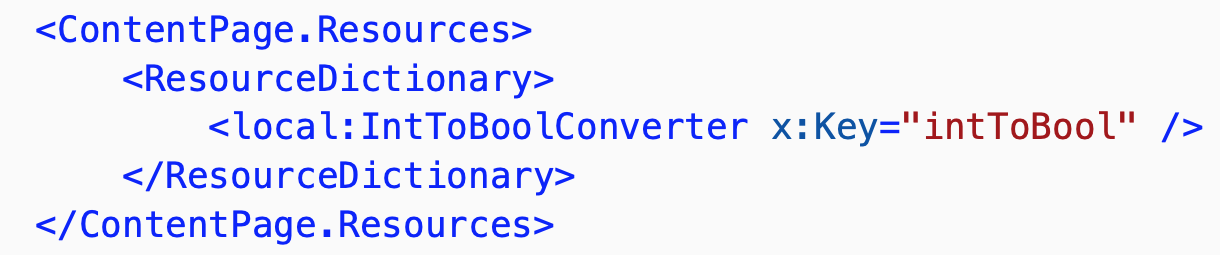 <ContentPage.Resources>
    <ResourceDictionary>
        <local:IntToBoolConverter x:Key="intToBool" />
    </ResourceDictionary>
</ContentPage.Resources>